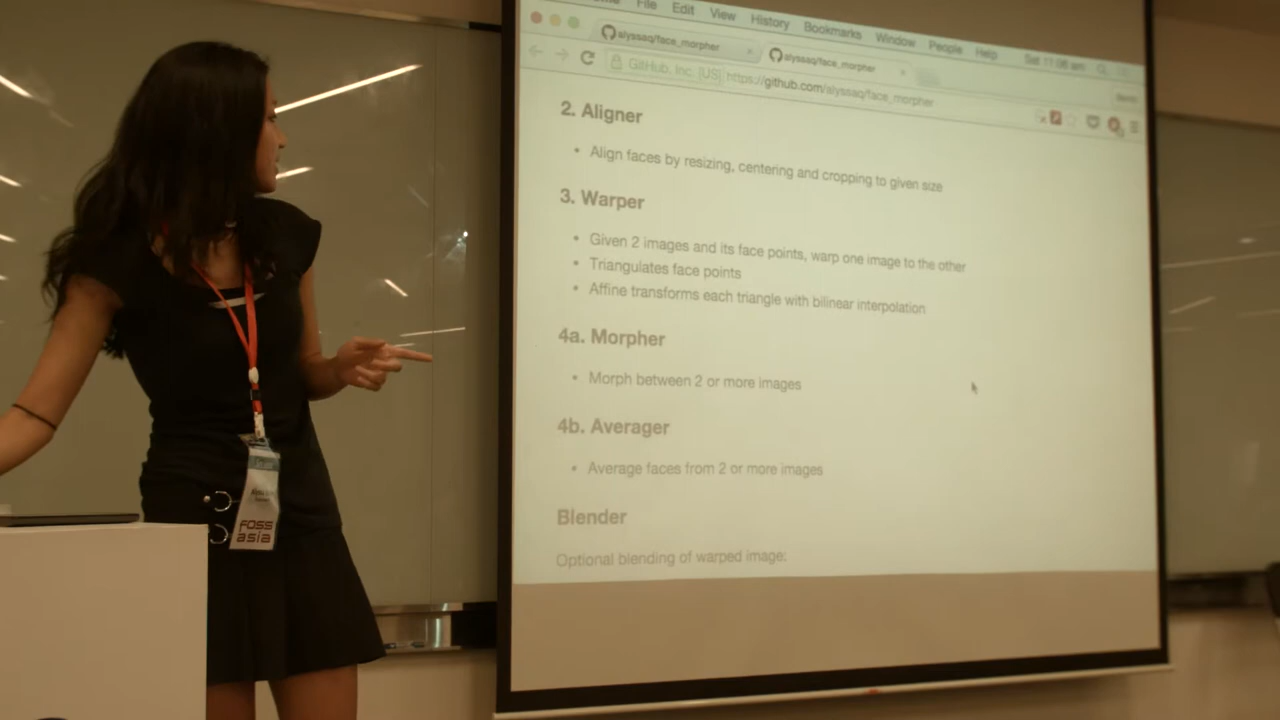 File Edit View History Bookmarks Window People Help
alyssaq/face_morpher
alyssaq/face_morpher
GitHub, Inc. [US] https://github.com/alyssaq/face_morpher
2. Aligner
• Align faces by resizing, centering and cropping to given size
3. Warper
• Given 2 images and its face points, warp one image to the other
• Triangulates face points
• Affine transforms each triangle with bilinear interpolation
4a. Morpher
• Morph between 2 or more images
4b. Averager
• Average faces from 2 or more images
Blender
Optional blending of warped image:
FOSS
asia